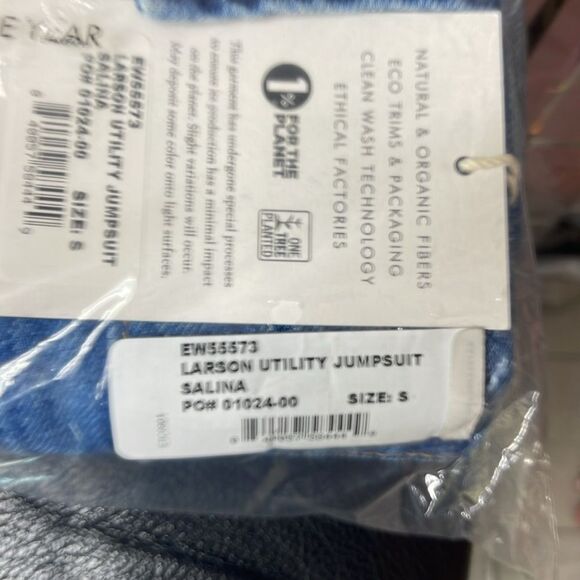 NATURAL & ORGANIC FIBERS
ECO TRIMS & PACKAGING
CLEAN WASH TECHNOLOGY
ETHICAL FACTORIES
1% FOR THE PLANET
ONE TREE PLANTED
This garment has undergone special processes
to ensure its production has a minimal impact
on the planet. Slight variations will occur.
May deposit some color onto light surfaces.
EW55573
LARSON UTILITY JUMPSUIT
SALINA
PO# 01024-00 SIZE: S
EW55573
LARSON UTILITY JUMPSUIT
SALINA
PO# 01024-00 SIZE: S